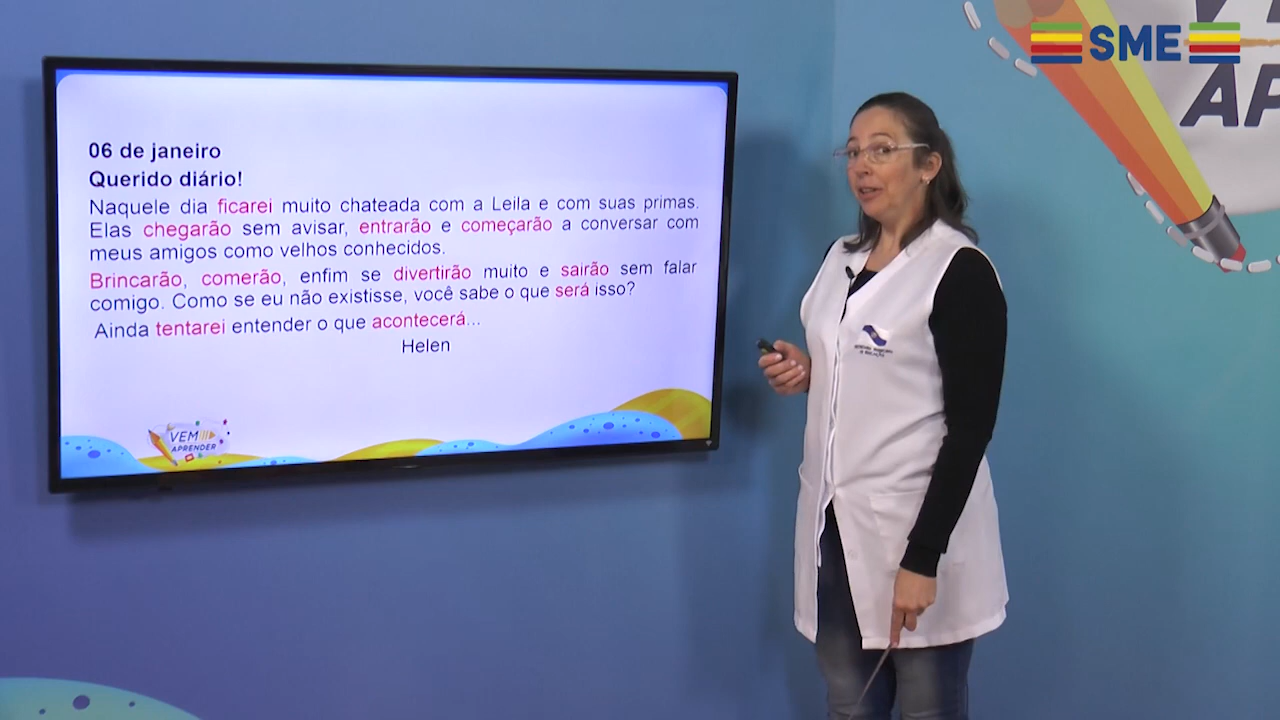 SME
AP
06 de janeiro
Querido diário!
Naquele dia ficarei muito chateada com a Leila e com suas primas.
Elas chegarão sem avisar, entrarão e começarão a conversar com
meus amigos como velhos conhecidos.
Brincarão, comerão, enfim se divertirão muito e sairão sem falar
comigo. Como se eu não existisse, você sabe o que será isso?
Ainda tentarei entender o que acontecerá...
Helen
VEM
APRENDER